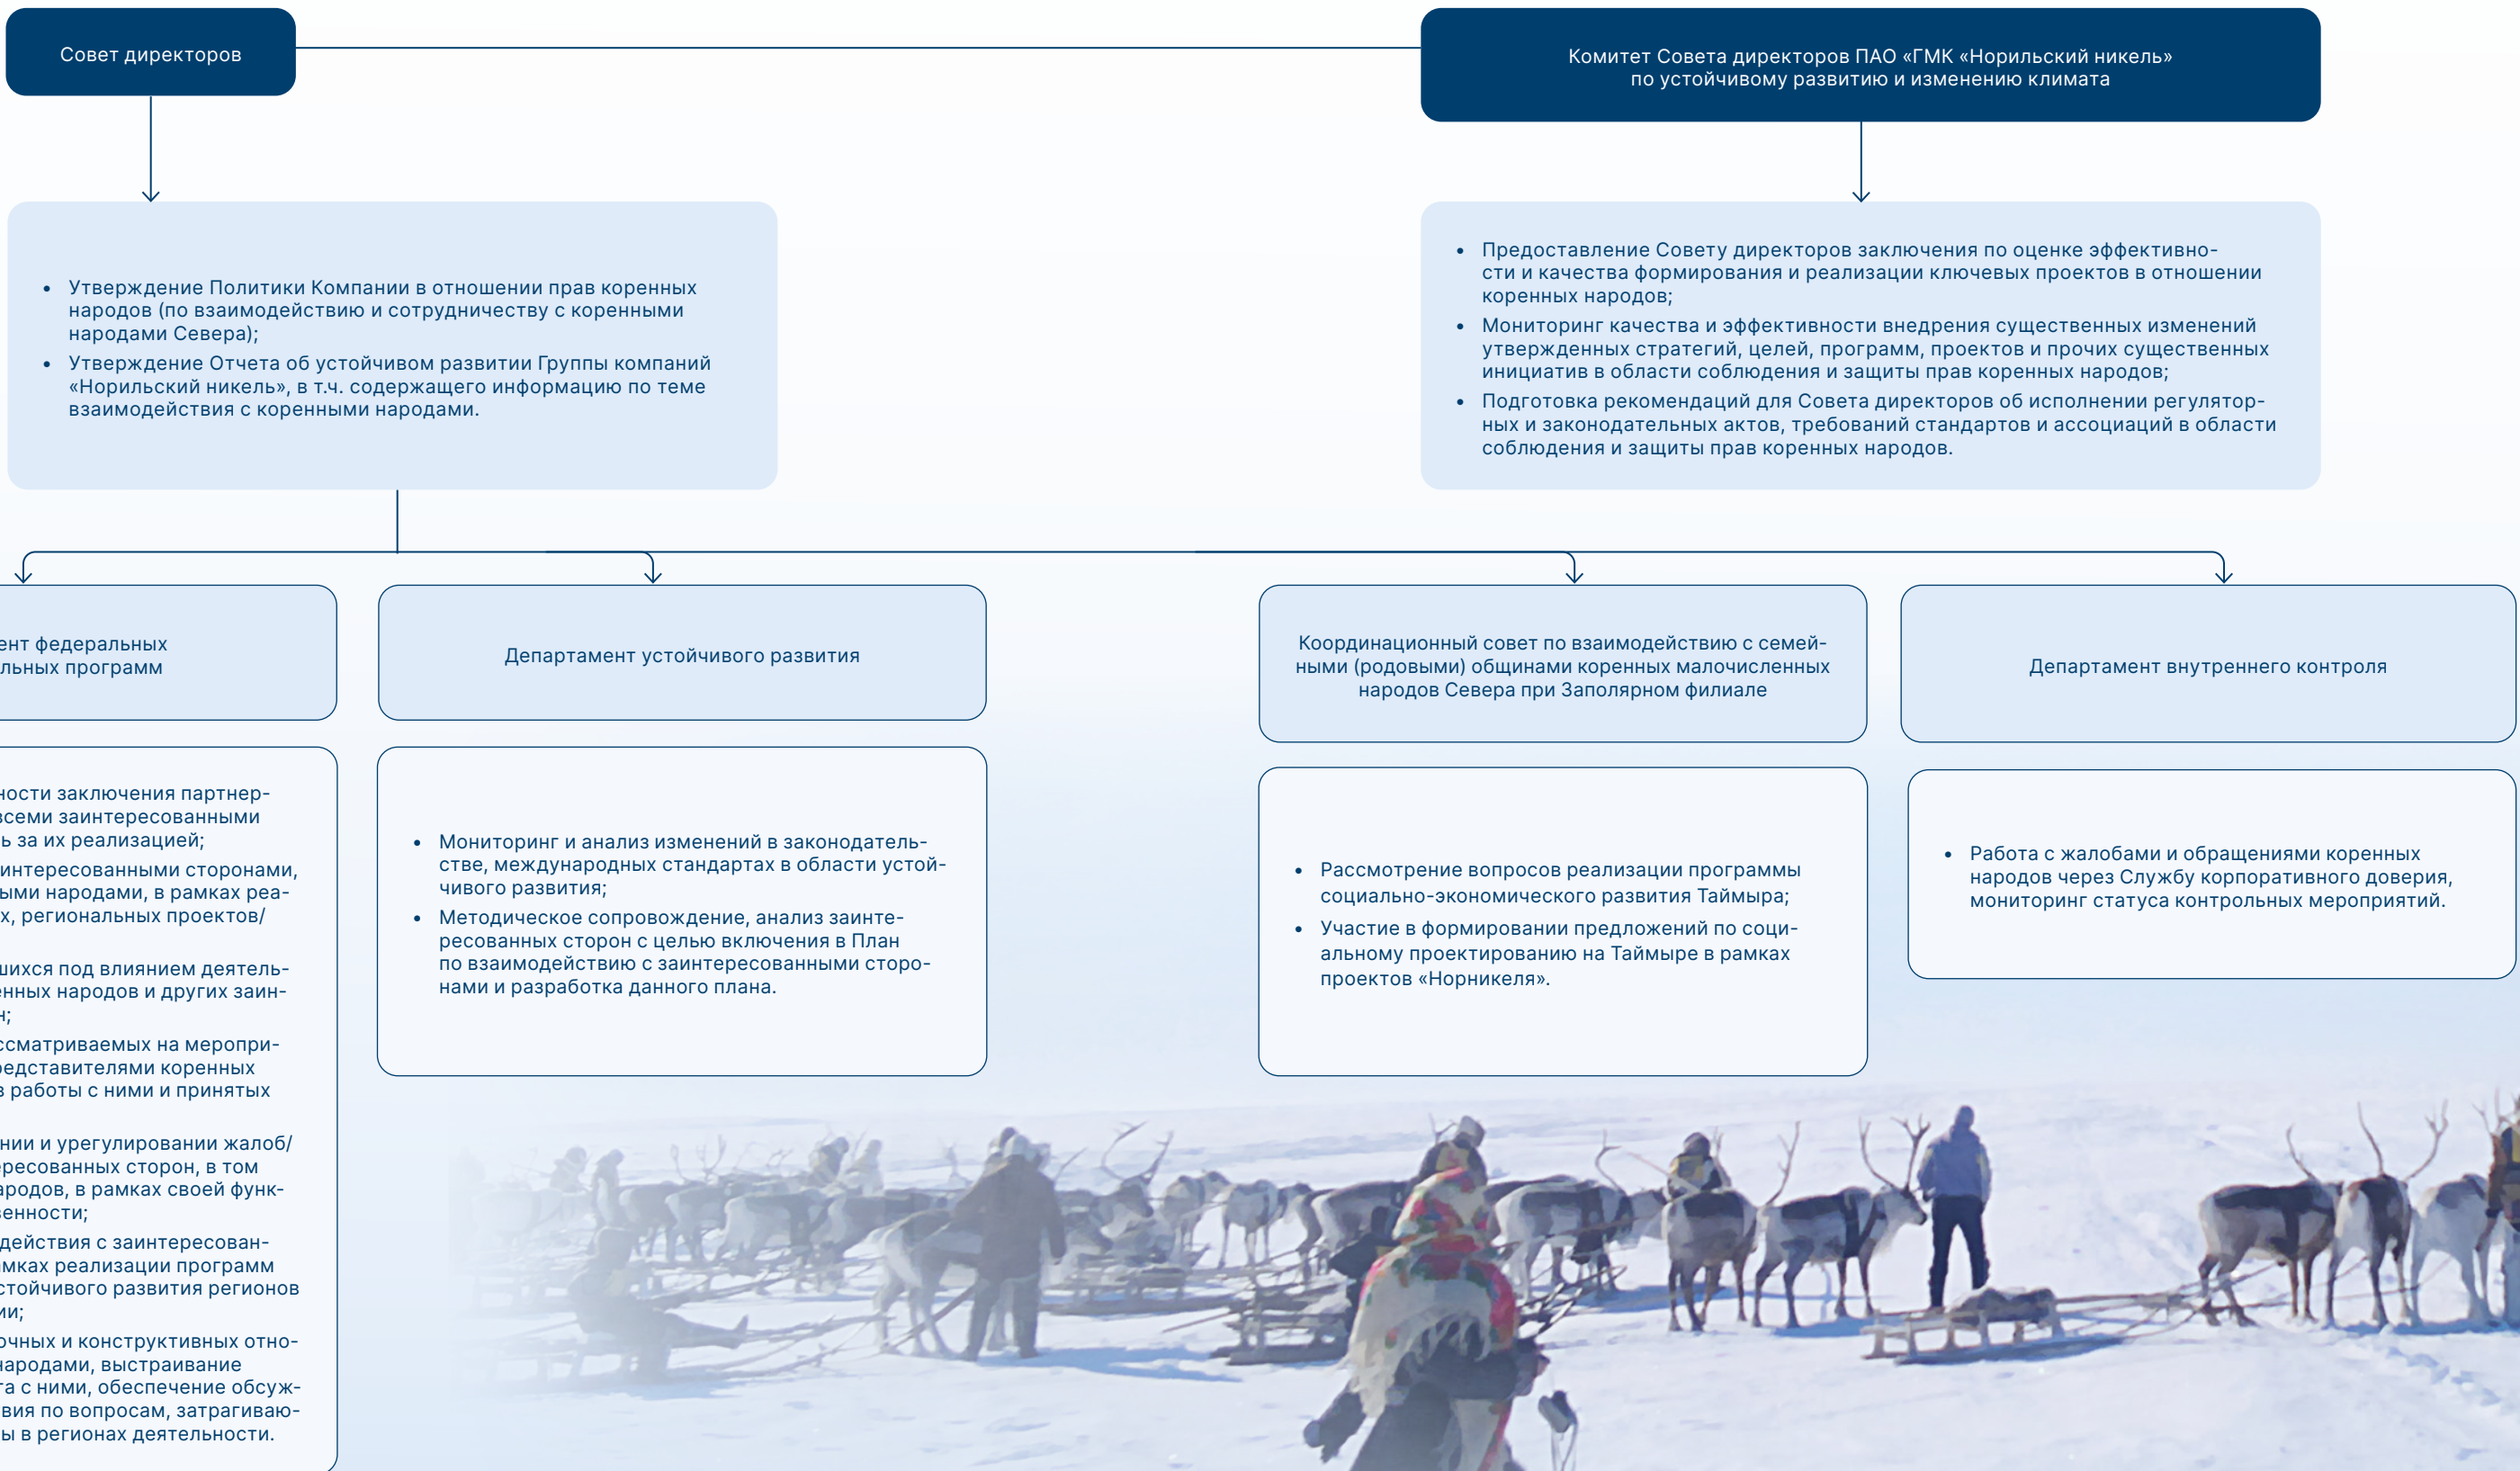 Совет директоров
Комитет Совета директоров ПАО «ГМК «Норильский никель»
по устойчивому развитию и изменению климата
• Утверждение Политики Компании в отношении прав коренных
народов (по взаимодействию и сотрудничеству с коренными
народами Севера);
• Утверждение Отчета об устойчивом развитии Группы компаний
«Норильский никель», в т.ч. содержащего информацию по теме
взаимодействия с коренными народами.
• Предоставление Совету директоров заключения по оценке эффективно-
сти и качества формирования и реализации ключевых проектов в отношении
коренных народов;
• Мониторинг качества и эффективности внедрения существенных изменений
утвержденных стратегий, целей, программ, проектов и прочих существенных
инициатив в области соблюдения и защиты прав коренных народов;
• Подготовка рекомендаций для Совета директоров об исполнении регулятор-
ных и законодательных актов, требований стандартов и ассоциаций в области
соблюдения и защиты прав коренных народов.
ент федеральных
льных программ
ности заключения партнер-
всеми заинтересованными
ь за их реализацией;
интересованными сторонами,
ыми народами, в рамках реа-
х, региональных проектов/
шихся под влиянием деятель-
енных народов и других заин-
н;
ссматриваемых на меропри-
редставителями коренных
в работы с ними и принятых
нии и урегулировании жалоб/
ересованных сторон, в том
ародов, в рамках своей функ-
венности;
действия с заинтересован-
амках реализации программ
стойчивого развития регионов
ии;
очных и конструктивных отно-
народами, выстраивание
та с ними, обеспечение обсуж-
вия по вопросам, затрагиваю-
ы в регионах деятельности.
Департамент устойчивого развития
• Мониторинг и анализ изменений в законодатель-
стве, международных стандартах в области устой-
чивого развития;
• Методическое сопровождение, анализ заинте-
ресованных сторон с целью включения в План
по взаимодействию с заинтересованными сторо-
нами и разработка данного плана.
Координационный совет по взаимодействию с семей-
ными (родовыми) общинами коренных малочисленных
народов Севера при Заполярном филиале
• Рассмотрение вопросов реализации программы
социально-экономического развития Таймыра;
• Участие в формировании предложений по соци-
альному проектированию на Таймыре в рамках
проектов «Норникеля».
Департамент внутреннего контроля
• Работа с жалобами и обращениями коренных
народов через Службу корпоративного доверия,
мониторинг статуса контрольных мероприятий.